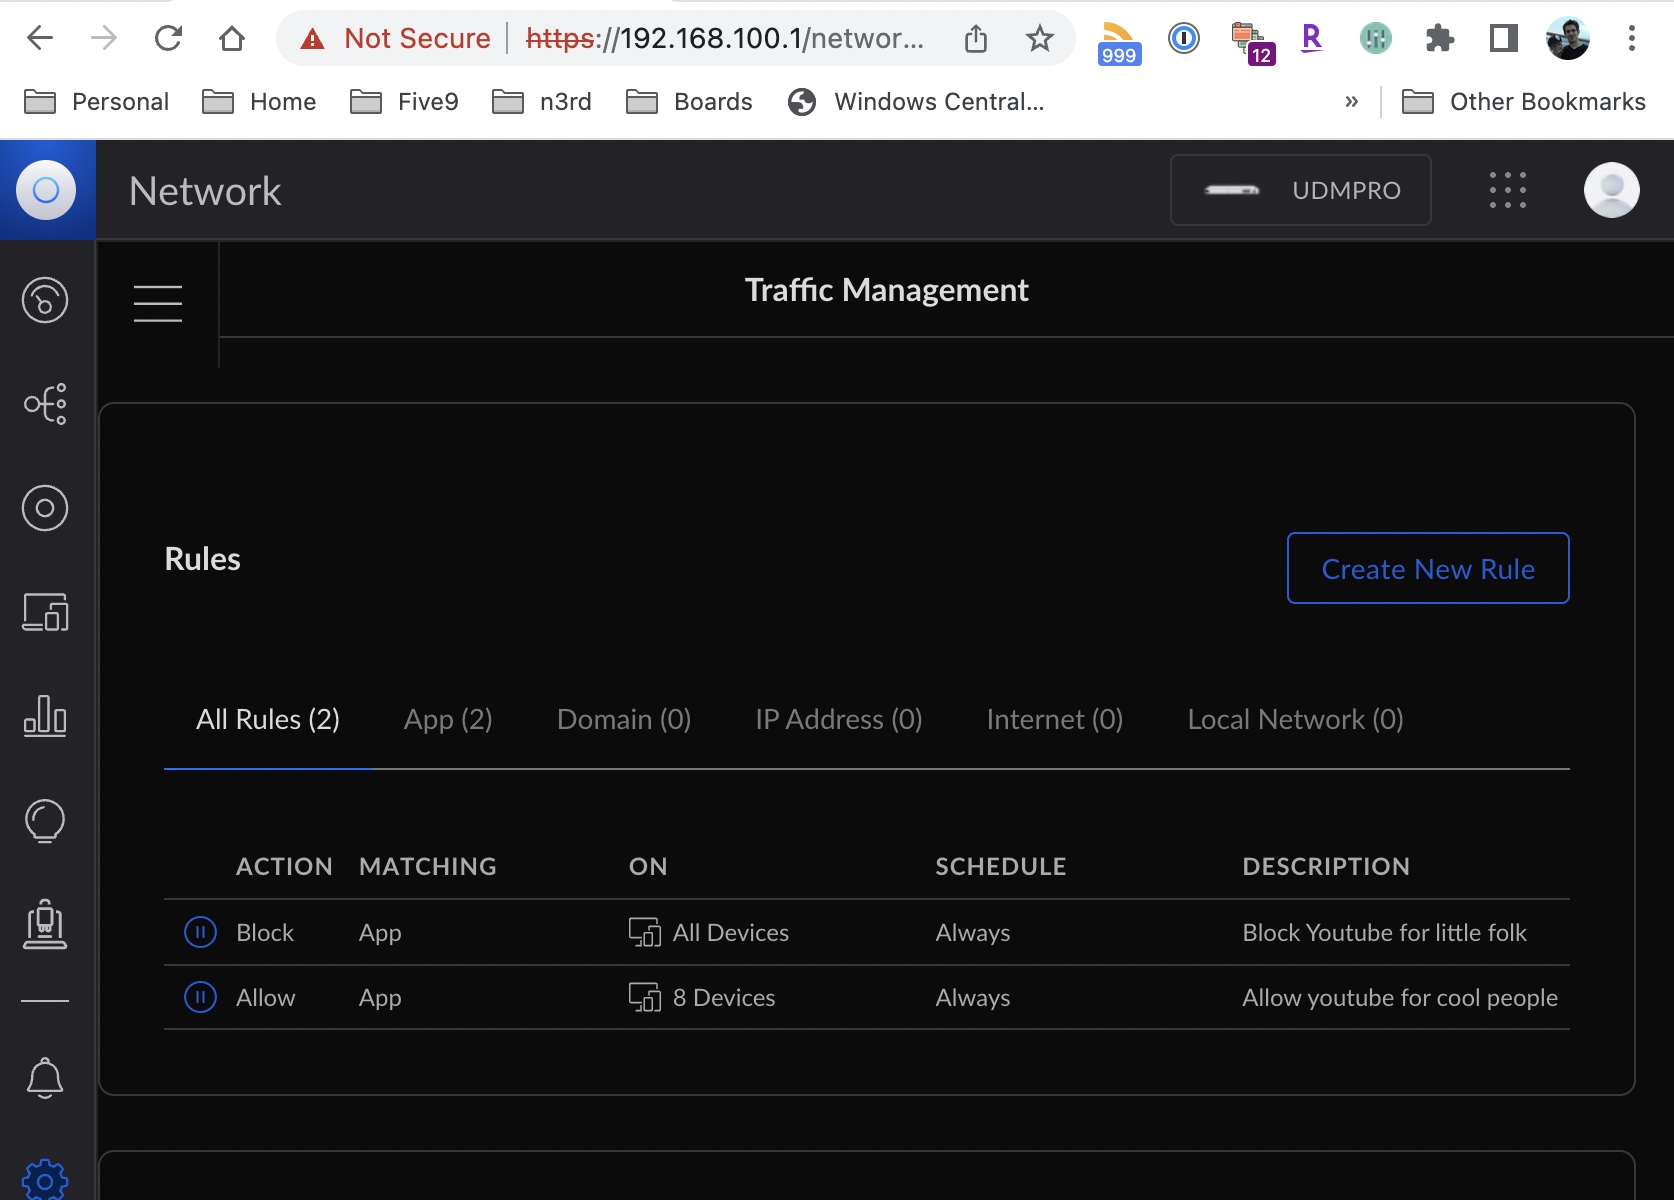 Not Secure https://192.168.100.1/networ...
999
12
R
Personal Home Five9 n3rd Boards Windows Central... » Other Bookmarks
Network UDMPRO
Traffic Management
Rules Create New Rule
All Rules (2) App (2) Domain (0) IP Address (0) Internet (0) Local Network (0)
ACTION MATCHING ON SCHEDULE DESCRIPTION
Block App All Devices Always Block Youtube for little folk
Allow App 8 Devices Always Allow youtube for cool people